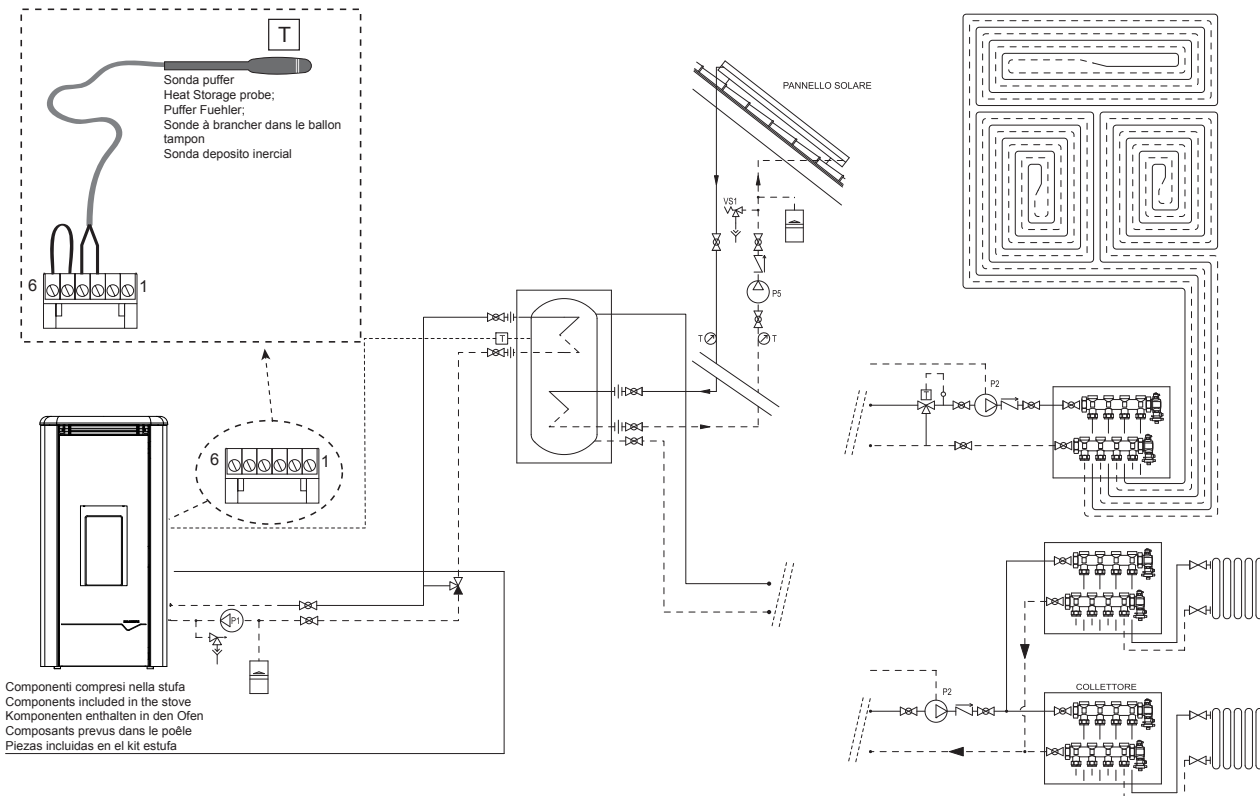 T
Sonda puffer
Heat Storage probe;
Puffer Fuehler;
Sonde à brancher dans le ballon
tampon
Sonda deposito inercial
6
1
6
1
Componenti compresi nella stufa
Components included in the stove
Komponenten enthalten in den Ofen
Composants prevus dans le poêle
Piezas incluidas en el kit estufa
P1
T
PANNELLO SOLARE
VS1
P5
T
T
P2
T
P2
COLLETTORE